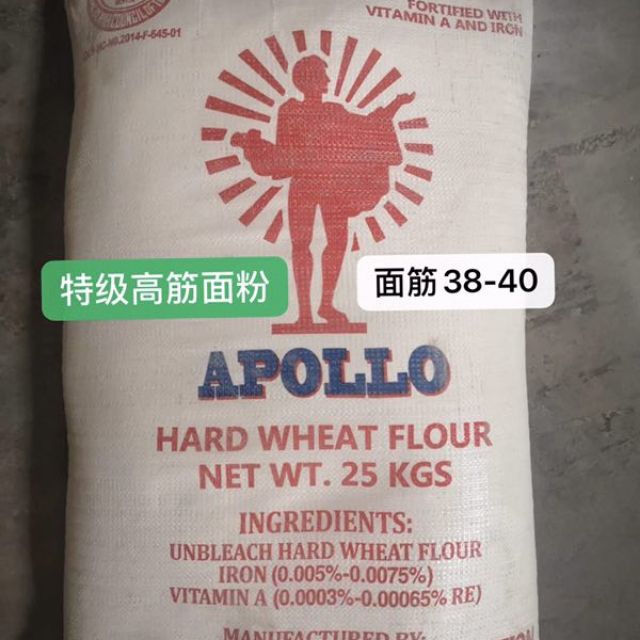 FORTIFIED WITH
VITAMIN A AND IRON
特级高筋面粉
面筋38-40
APOLLO
HARD WHEAT FLOUR
NET WT. 25 KGS
INGREDIENTS:
UNBLEACH HARD WHEAT FLOUR
IRON (0.005%-0.0075%)
VITAMIN A (0.0003%-0.00065% RE)
MANUFACTURED BY: